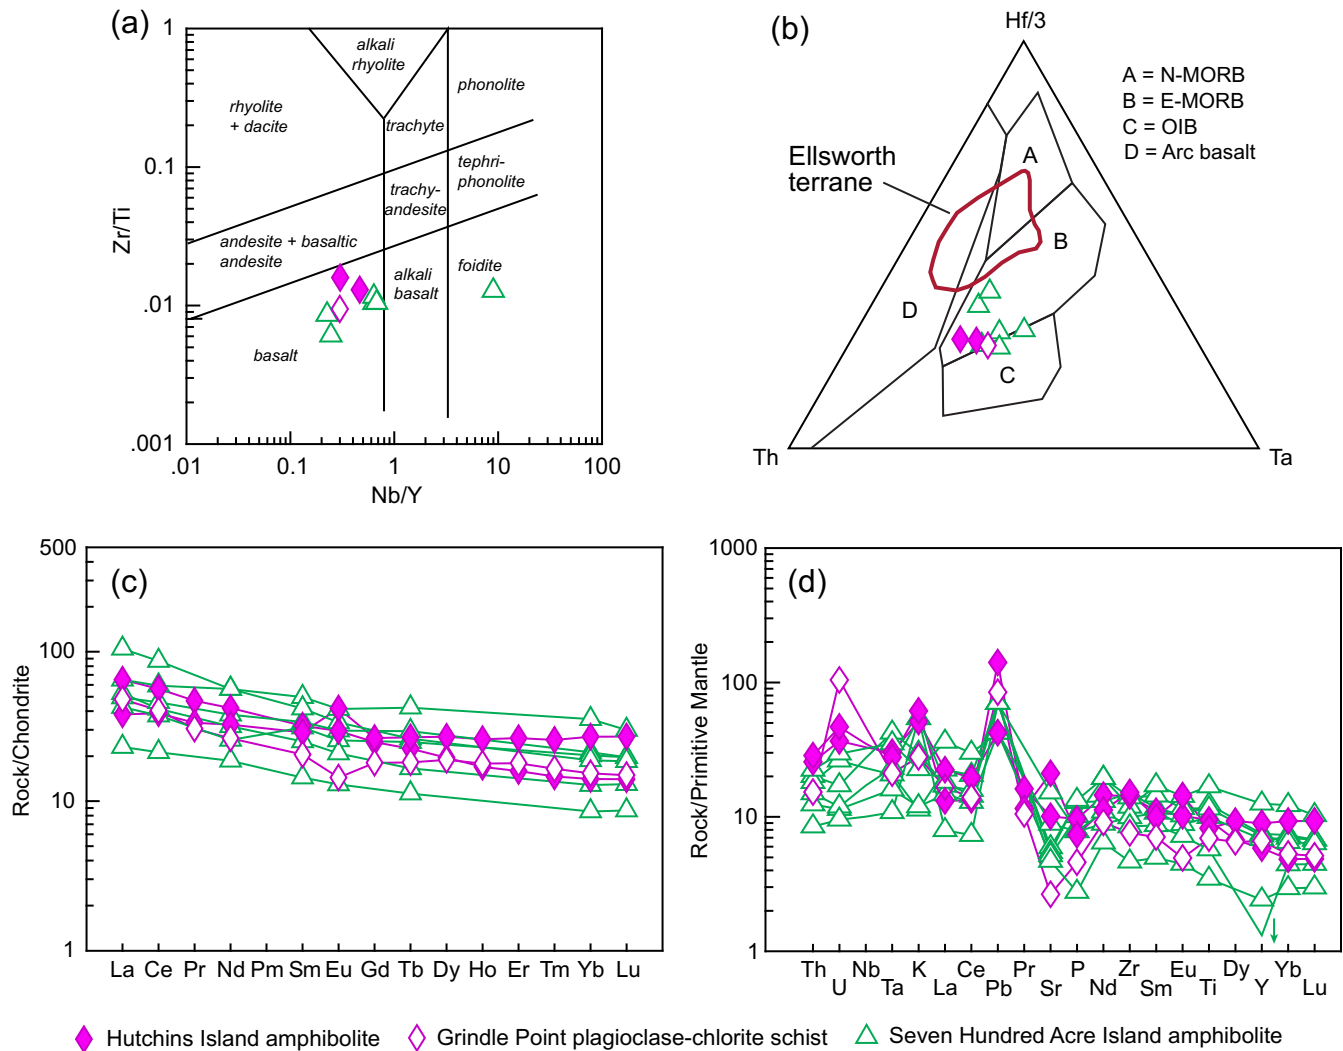 (a)
1
0.1
.01
.001
Zr/Ti
.01
0.1
1
10
100
Nb/Y
alkali
rhyolite
rhyolite
+ dacite
phonolite
trachyte
tephri-
phonolite
trachy-
andesite
andesite + basaltic
andesite
alkali
basalt
foidite
basalt
(b)
Hf/3
A = N-MORB
B = E-MORB
C = OIB
D = Arc basalt
Ellsworth
terrane
A
B
D
C
Th
Ta
(c)
500
100
10
1
Rock/Chondrite
La Ce Pr Nd Pm Sm Eu Gd Tb Dy Ho Er Tm Yb Lu
(d)
1000
100
10
1
Rock/Primitive Mantle
Th Nb K Ce Pr P Zr Eu Dy Yb
U Ta La Pb Sr Nd Sm Ti Y Lu
Hutchins Island amphibolite Grindle Point plagioclase-chlorite schist Seven Hundred Acre Island amphibolite